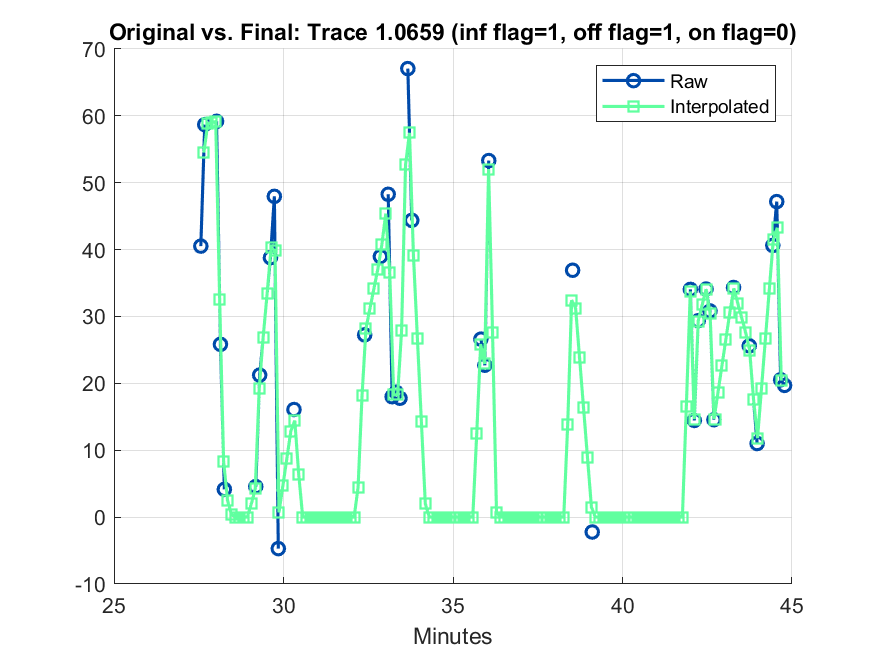 Original vs. Final: Trace 1.0659 (inf flag=1, off flag=1, on flag=0)
70
60
50
40
30
20
10
0
-10
Raw
Interpolated
25 30 35 40 45
Minutes